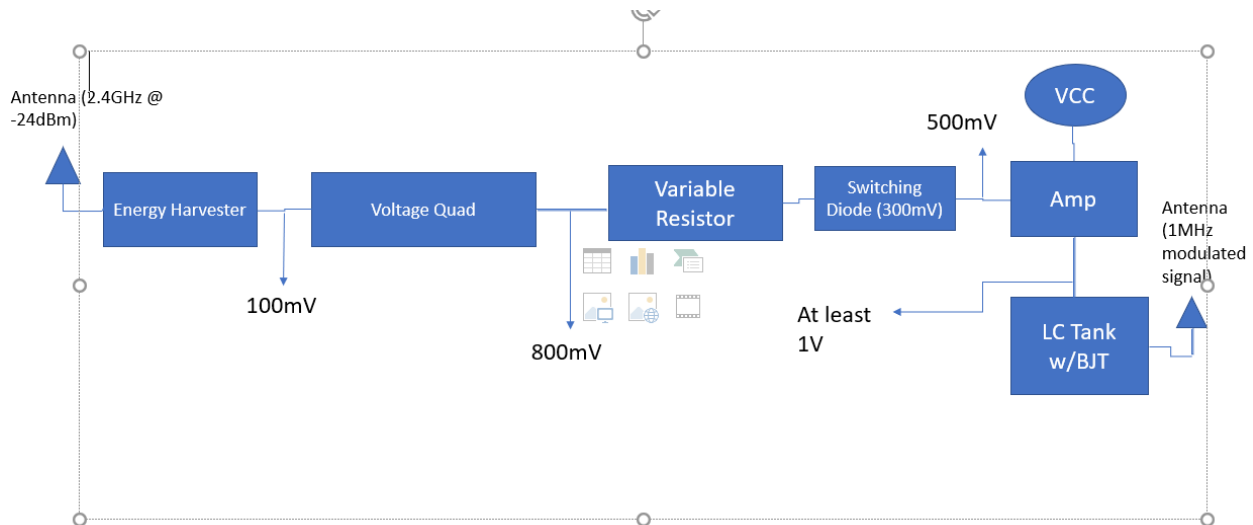 Antenna (2.4GHz @
-24dBm)
VCC
500mV
Energy Harvester
Voltage Quad
Variable
Resistor
Switching
Diode (300mV)
Amp
Antenna
(1MHz
modulated
signal)
100mV
800mV
At least
1V
LC Tank
w/BJT